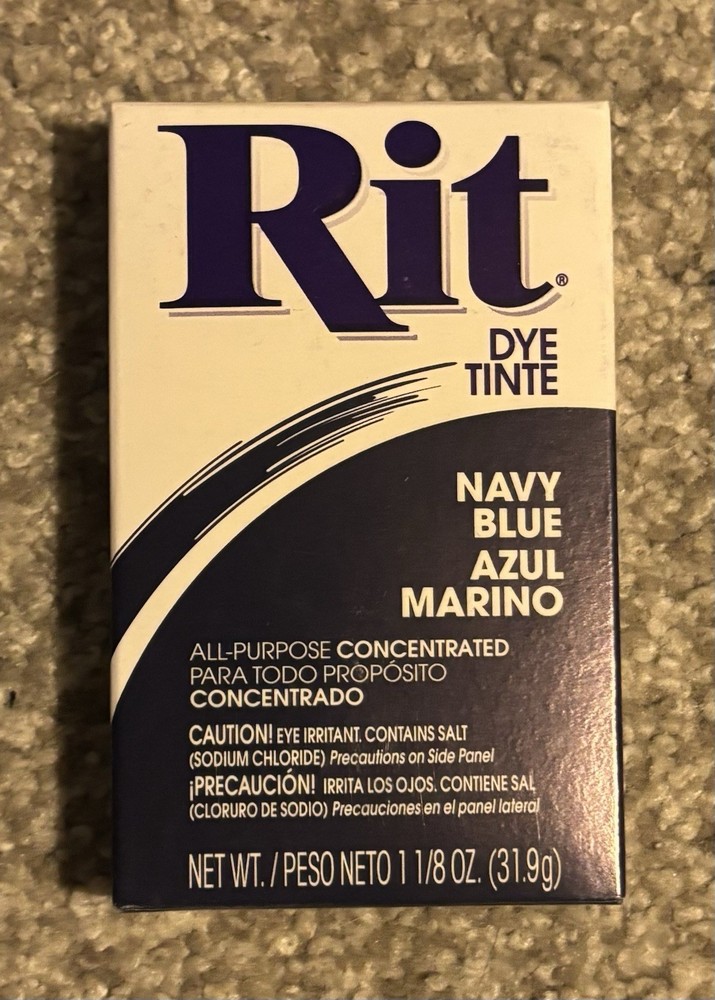 Rit®
DYE
TINTE
NAVY
BLUE
AZUL
MARINO
ALL-PURPOSE CONCENTRATED
PARA TODO PROPÓSITO
CONCENTRADO
CAUTION! EYE IRRITANT. CONTAINS SALT
(SODIUM CHLORIDE) Precautions on Side Panel
¡PRECAUCIÓN! IRRITA LOS OJOS. CONTIENE SAL
(CLORURO DE SODIO) Precauciones en el panel lateral
NET WT. / PESO NETO 1 1/8 OZ. (31.9g)